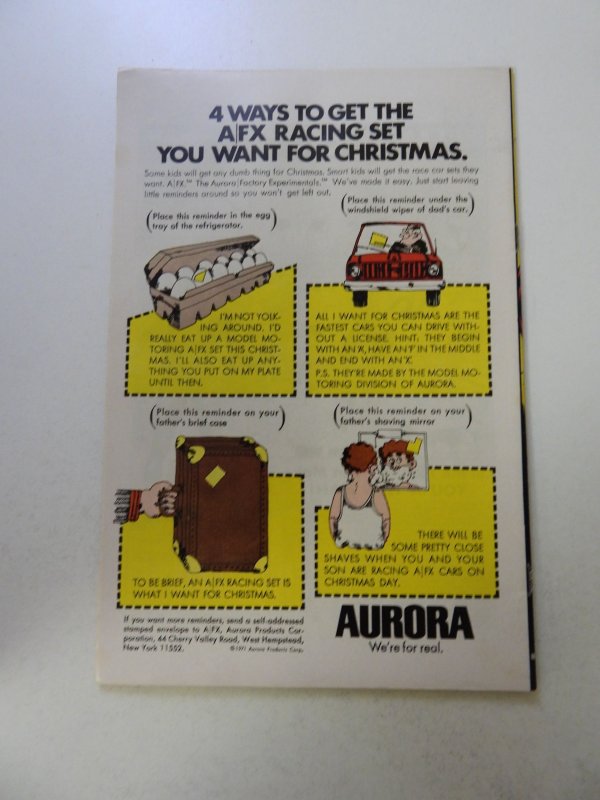 4 WAYS TO GET THE
A|FX RACING SET
YOU WANT FOR CHRISTMAS.
Some kids will get any dumb thing for Christmas. Smart kids will get the race car sets they
want. A|FX.™ The Aurora|Factory Experimentals.™ We've made it easy. Just start leaving
little reminders around so you won't get left out.
(Place this reminder in the egg
tray of the refrigerator.)
I'M NOT YOLK-
ING AROUND. I'D
REALLY EAT UP A MODEL MO-
TORING A|FX SET THIS CHRIST-
MAS. I'LL ALSO EAT UP ANY-
THING YOU PUT ON MY PLATE
UNTIL THEN.
(Place this reminder under the
windshield wiper of dad's car.)
ALL I WANT FOR CHRISTMAS ARE THE
FASTEST CARS YOU CAN DRIVE WITH-
OUT A LICENSE. HINT: THEY BEGIN
WITH AN 'A', HAVE AN 'F' IN THE MIDDLE
AND END WITH AN 'X'.
P.S. THEY'RE MADE BY THE MODEL MO-
TORING DIVISION OF AURORA.
(Place this reminder on your
father's brief case)
TO BE BRIEF, AN A|FX RACING SET IS
WHAT I WANT FOR CHRISTMAS.
(Place this reminder on your
father's shaving mirror)
THERE WILL BE
SOME PRETTY CLOSE
SHAVES WHEN YOU AND YOUR
SON ARE RACING A|FX CARS ON
CHRISTMAS DAY.
If you want more reminders, send a self-addressed
stamped envelope to A|FX, Aurora Products Cor-
poration, 44 Cherry Valley Road, West Hempstead,
New York 11552.
©1971 Aurora Products Corp.
AURORA
We're for real.